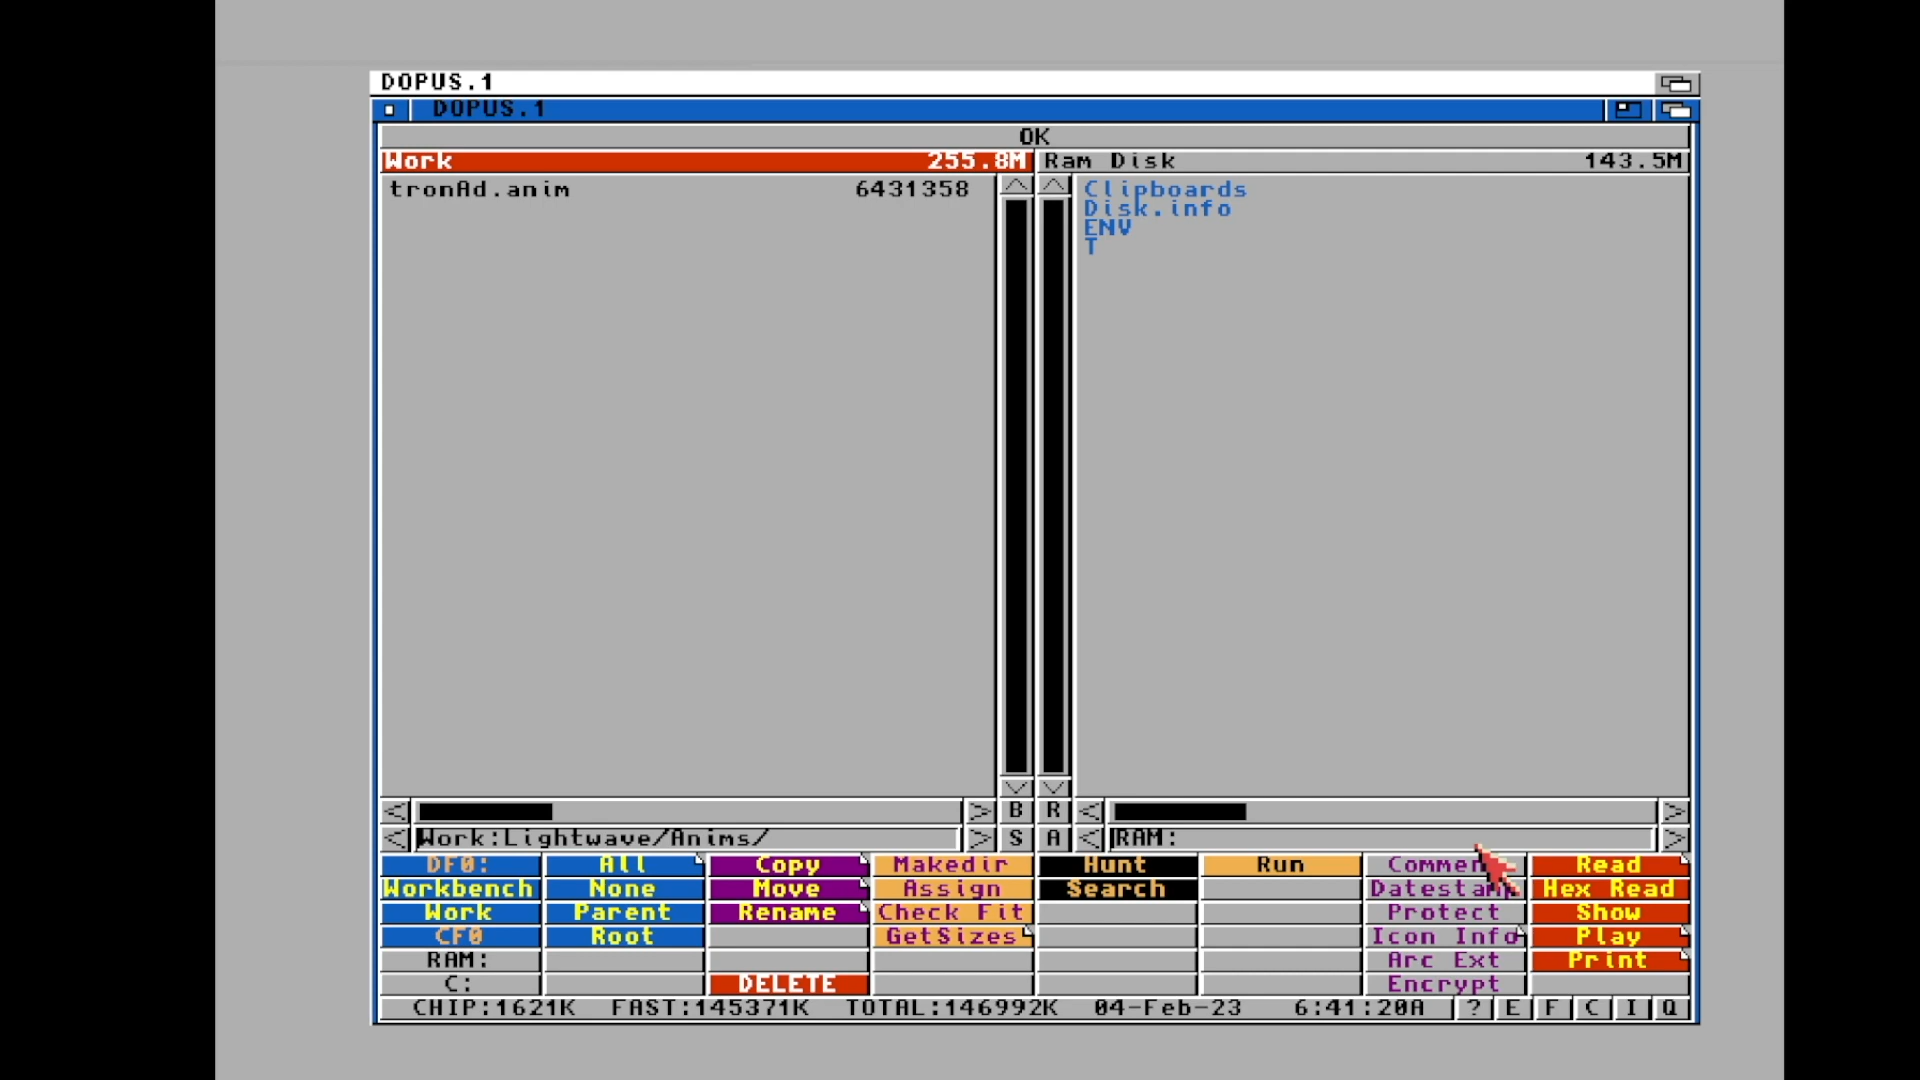 DOPUS.1
DOPUS.1
OK
Work 255.8M Ram Disk 143.5M
tronAd.anim 6431358 Clipboards
Disk.info
ENV
T
B R
Work:Lightwave/Anims/ S A RAM:
DF0: All Copy Makedir Hunt Run Commen Read
Workbench None Move Assign Search Datestamp Hex Read
Work Parent Rename Check Fit Protect Show
CF0 Root GetSizes Icon Info Play
RAM: Arc Ext Print
C: DELETE Encrypt
CHIP:1621K FAST:145371K TOTAL:146992K 04-Feb-23 6:41:20A ? E F C I Q